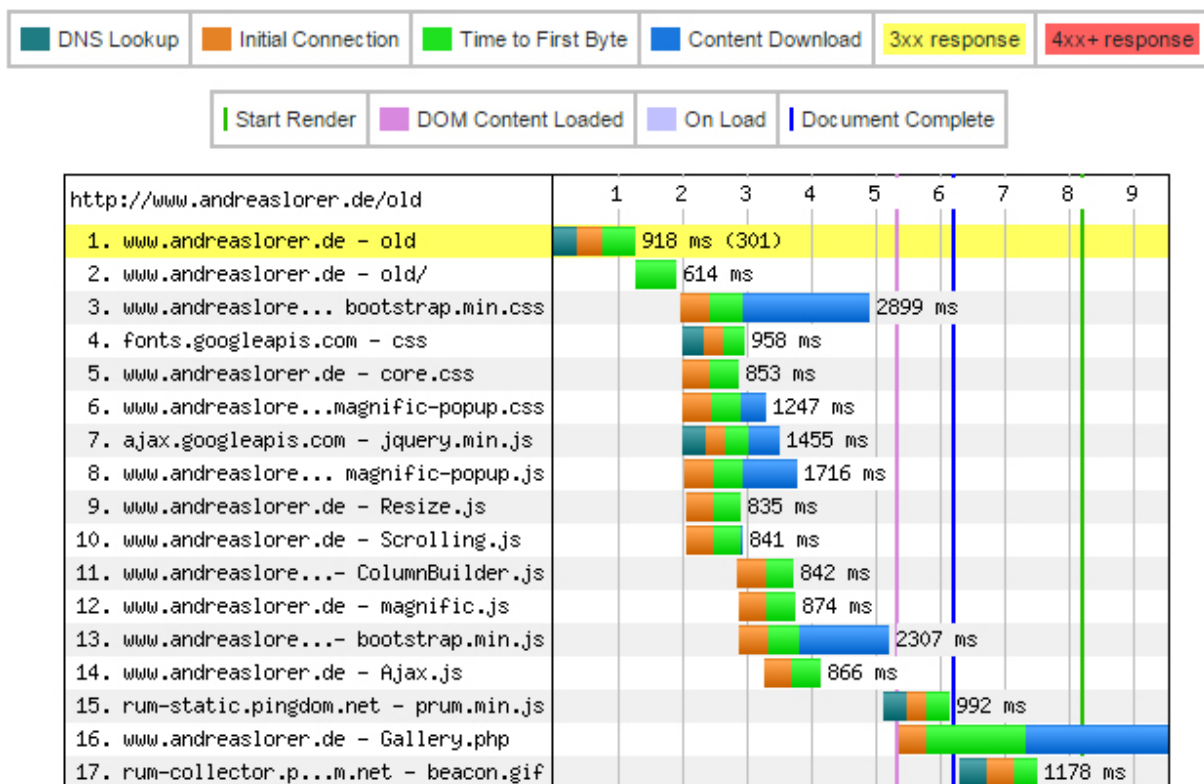 DNS Lookup Initial Connection Time to First Byte Content Download 3xx response 4xx+ response
Start Render DOM Content Loaded On Load Document Complete
http://www.andreaslorer.de/old 1 2 3 4 5 6 7 8 9
1. www.andreaslorer.de - old 918 ms (301)
2. www.andreaslorer.de - old/ 614 ms
3. www.andreaslore... bootstrap.min.css 2899 ms
4. fonts.googleapis.com - css 958 ms
5. www.andreaslorer.de - core.css 853 ms
6. www.andreaslore...magnific-popup.css 1247 ms
7. ajax.googleapis.com - jquery.min.js 1455 ms
8. www.andreaslore... magnific-popup.js 1716 ms
9. www.andreaslorer.de - Resize.js 835 ms
10. www.andreaslorer.de - Scrolling.js 841 ms
11. www.andreaslore...- ColumnBuilder.js 842 ms
12. www.andreaslorer.de - magnific.js 874 ms
13. www.andreaslore...- bootstrap.min.js 2307 ms
14. www.andreaslorer.de - Ajax.js 866 ms
15. rum-static.pingdom.net - prum.min.js 992 ms
16. www.andreaslorer.de - Gallery.php
17. rum-collector.p...m.net - beacon.gif 1178 ms